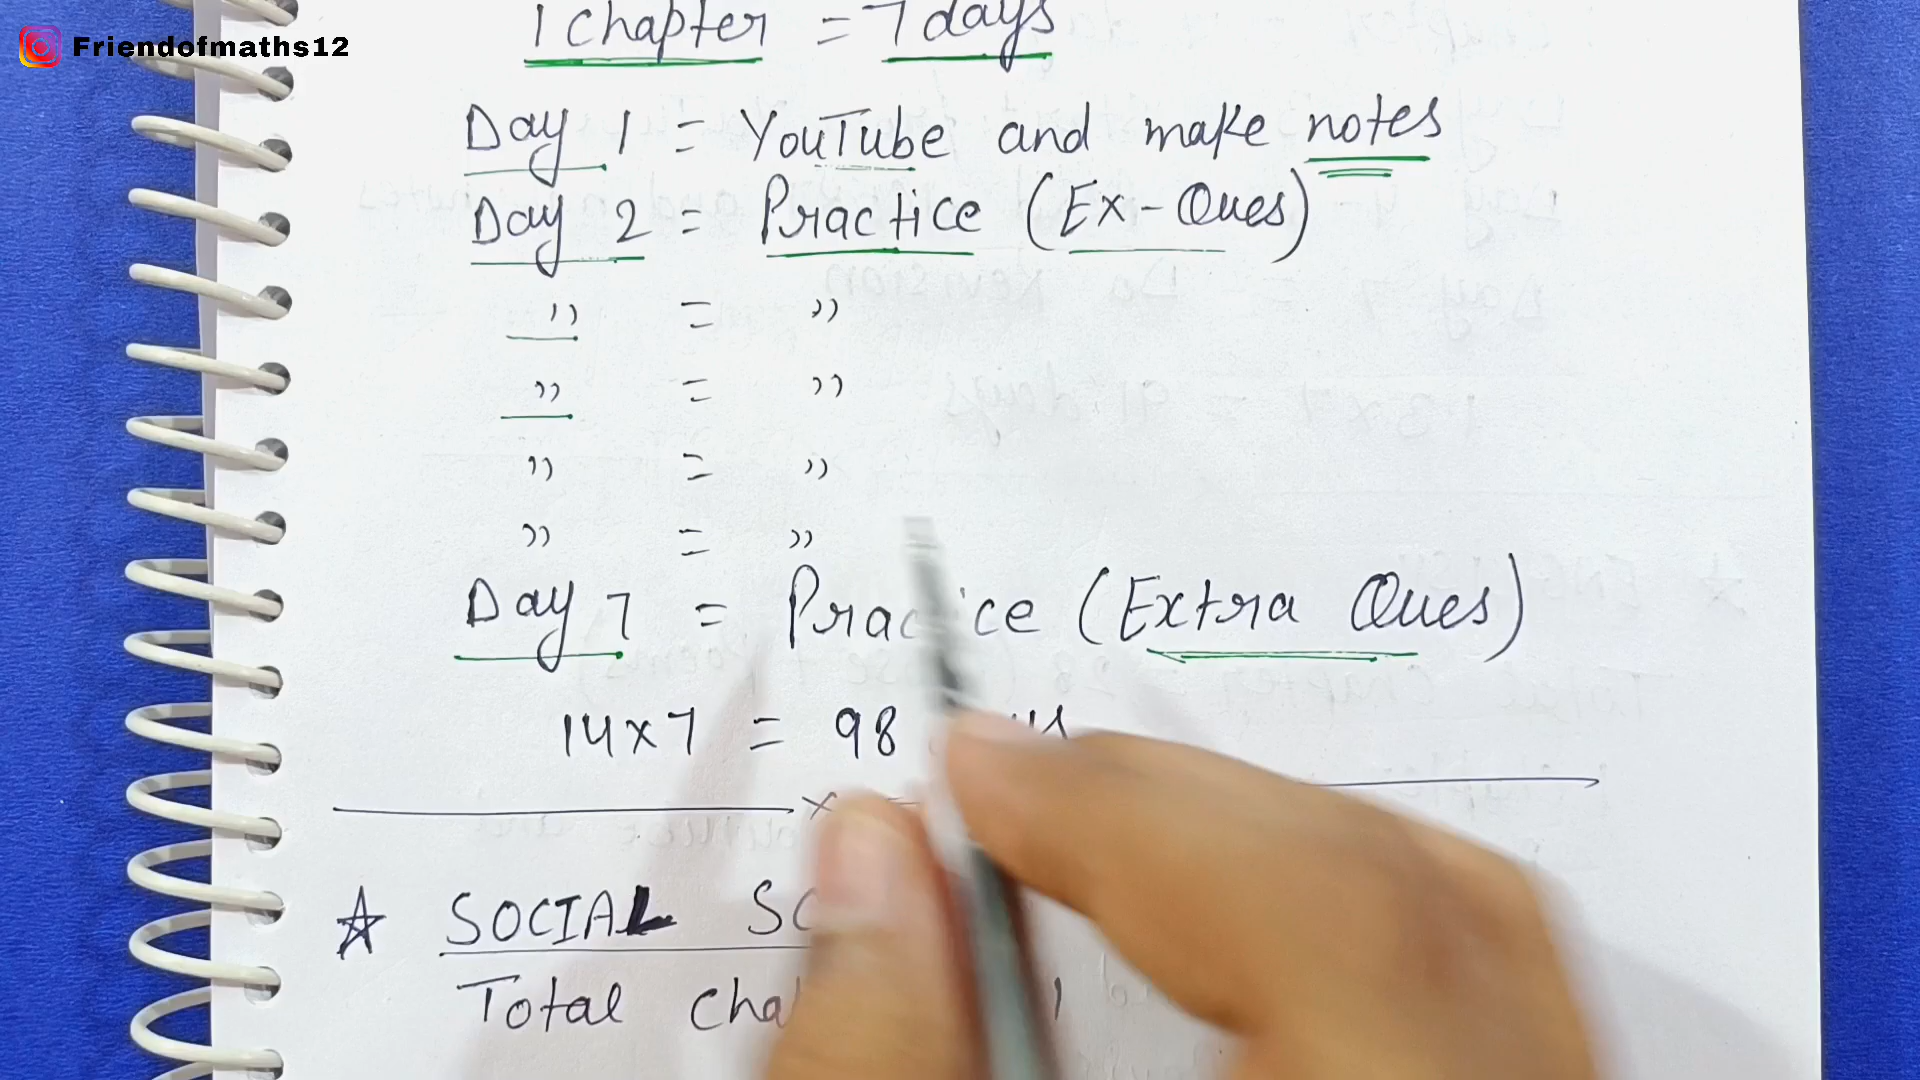 Friendofmaths12
1 Chapter = 7 days
Day 1 = YouTube and make notes
Day 2 = Practice (Ex-Ques)
" = "
" = "
" = "
" = "
Day 7 = Practice (Extra Ques)
14x7 = 98
x
SOCIAL
Total